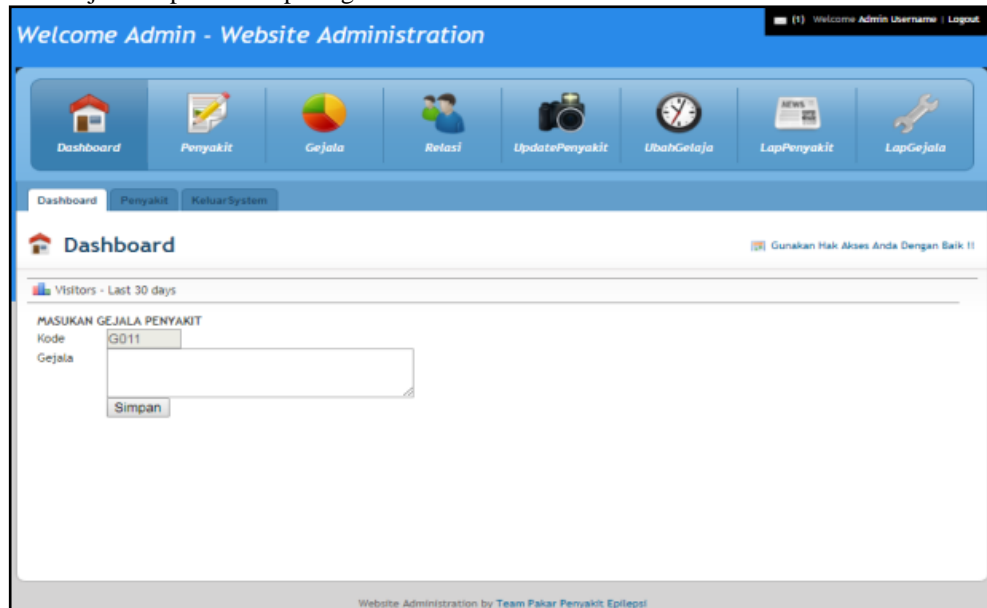 (1) Welcome Admin Username | Logout
Welcome Admin - Website Administration
Dashboard Penyakit Gejala Relasi UpdatePenyakit UbahGelaja LapPenyakit LapGejala
NEWS
Dashboard Penyakit KeluarSystem
Dashboard
Gunakan Hak Akses Anda Dengan Baik !!
Visitors - Last 30 days
MASUKAN GEJALA PENYAKIT
Kode G011
Gejala
Simpan
Website Administration by Team Pakar Penyakit Epilepsi